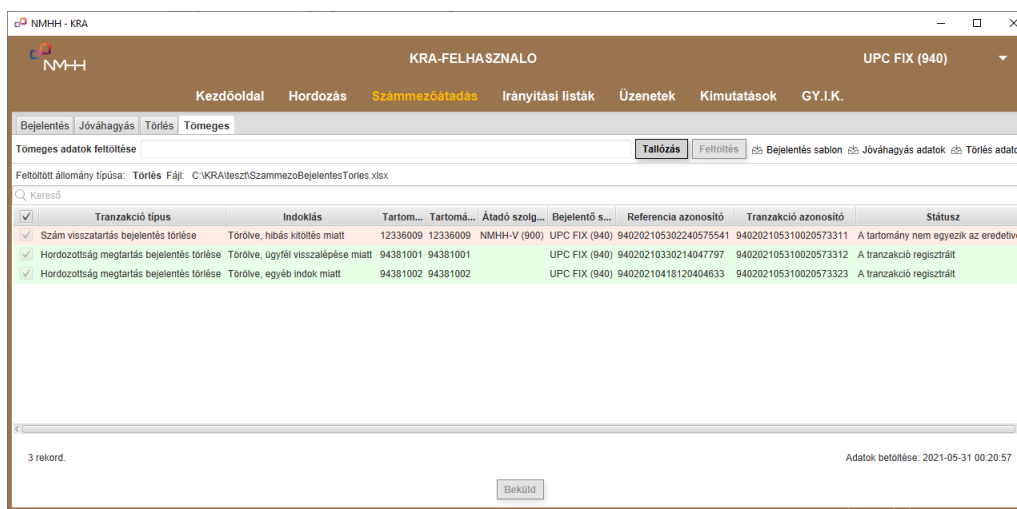 NMHH - KRA
NMHH
KRA-FELHASZNALO
UPC FIX (940)
Kezdőoldal Hordozás Számmezőátadás Irányítási listák Üzenetek Kimutatások GY.I.K.
Bejelentés Jóváhagyás Törlés Tömeges
Tömeges adatok feltöltése Tallózás Feltöltés Bejelentés sablon Jóváhagyás adatok Törlés adato
Feltöltött állomány típúsa: Törlés Fájl: C:\KRA\teszt\SzammezoBejelentesTorles.xlsx
Kereső
Tranzakció típus Indoklás Tartom... Tartomá... Átadó szolg... Bejelentő s... Referencia azonosító Tranzakció azonosító Státusz
Szám visszatartás bejelentés törlése Törölve, hibás kitöltés miatt 12336009 12336009 NMHH-V (900) UPC FIX (940) 940202105302240575541 940202105310020573311 A tartomány nem egyezik az eredetive
Hordozottság megtartás bejelentés törlése Törölve, ügyfél visszalépése miatt 94381001 94381001 UPC FIX (940) 94020210330214047797 940202105310020573312 A tranzakció regisztrált
Hordozottság megtartás bejelentés törlése Törölve, egyéb indok miatt 94381002 94381002 UPC FIX (940) 94020210418120404633 940202105310020573323 A tranzakció regisztrált
3 rekord.
Adatok betöltése: 2021-05-31 00:20:57
Beküld